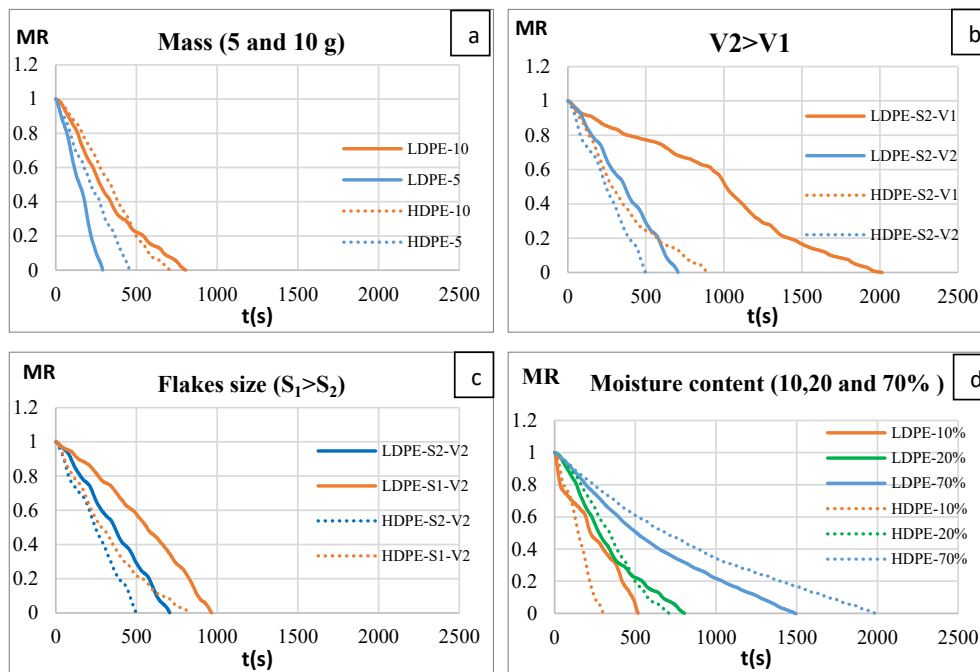 MR
Mass (5 and 10 g)
a
1.2
1
0.8
0.6
0.4
0.2
0
0 500 1000 1500 2000 2500
t(s)
LDPE-10
LDPE-5
HDPE-10
HDPE-5
MR
V2>V1
b
1.2
1
0.8
0.6
0.4
0.2
0
0 500 1000 1500 2000 2500
t(s)
LDPE-S2-V1
LDPE-S2-V2
HDPE-S2-V1
HDPE-S2-V2
MR
Flakes size (S₁>S₂)
c
1.2
1
0.8
0.6
0.4
0.2
0
0 500 1000 1500 2000 2500
t(s)
LDPE-S2-V2
LDPE-S1-V2
HDPE-S2-V2
HDPE-S1-V2
MR
Moisture content (10,20 and 70% )
d
1.2
1
0.8
0.6
0.4
0.2
0
0 500 1000 1500 2000 2500
t(s)
LDPE-10%
LDPE-20%
LDPE-70%
HDPE-10%
HDPE-20%
HDPE-70%